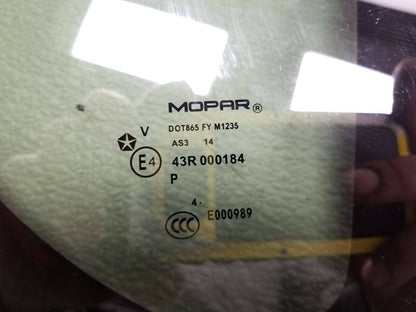 MOPAR®
V DOT865 FY M1235
AS3 14
E4 43R 000184
P
4.
CCC E000989